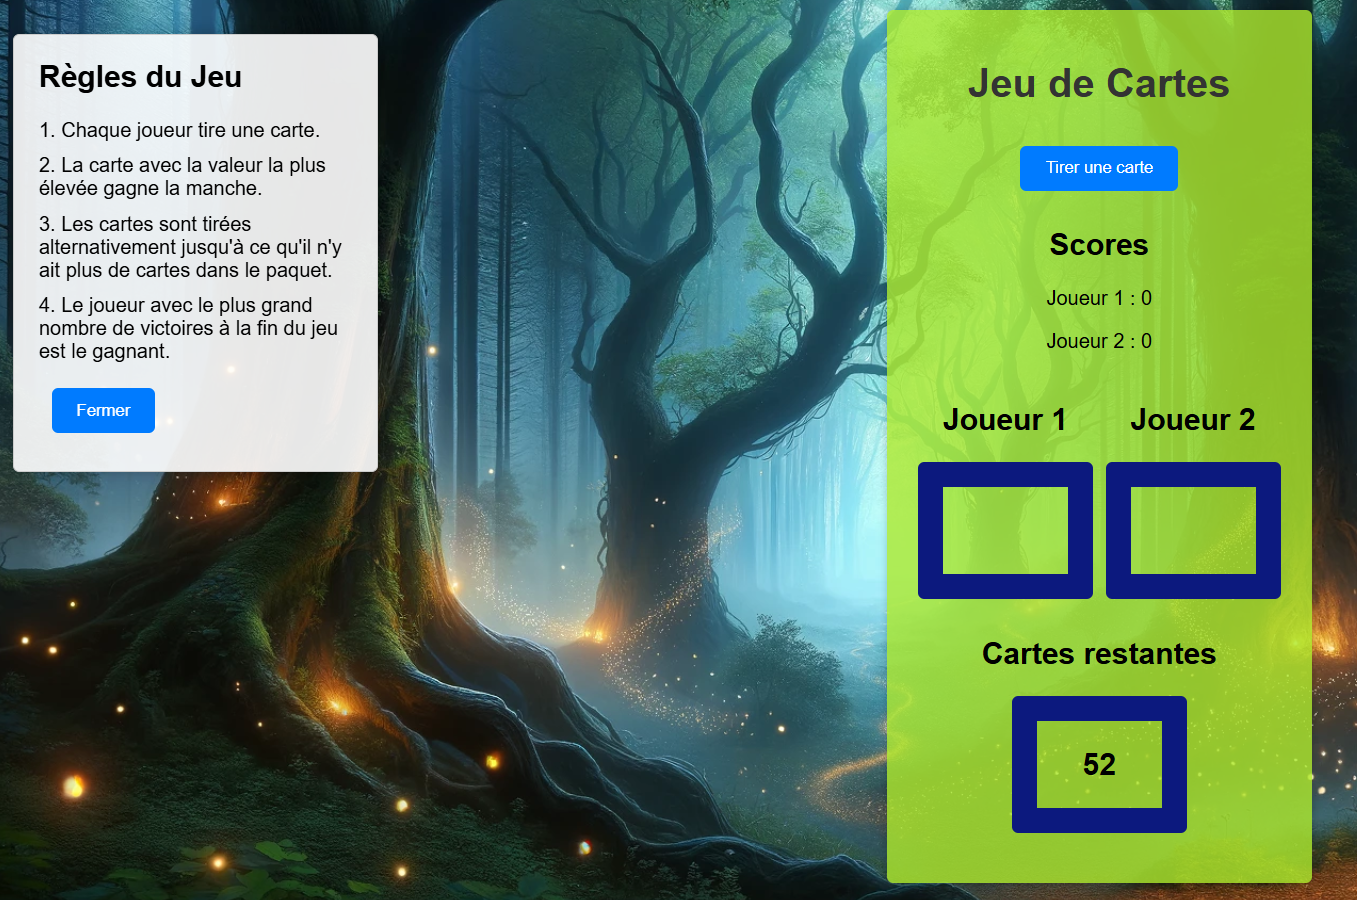 Règles du Jeu
1. Chaque joueur tire une carte.
2. La carte avec la valeur la plus
élevée gagne la manche.
3. Les cartes sont tirées
alternativement jusqu'à ce qu'il n'y
ait plus de cartes dans le paquet.
4. Le joueur avec le plus grand
nombre de victoires à la fin du jeu
est le gagnant.
Fermer
Jeu de Cartes
Tirer une carte
Scores
Joueur 1 : 0
Joueur 2 : 0
Joueur 1
Joueur 2
Cartes restantes
52